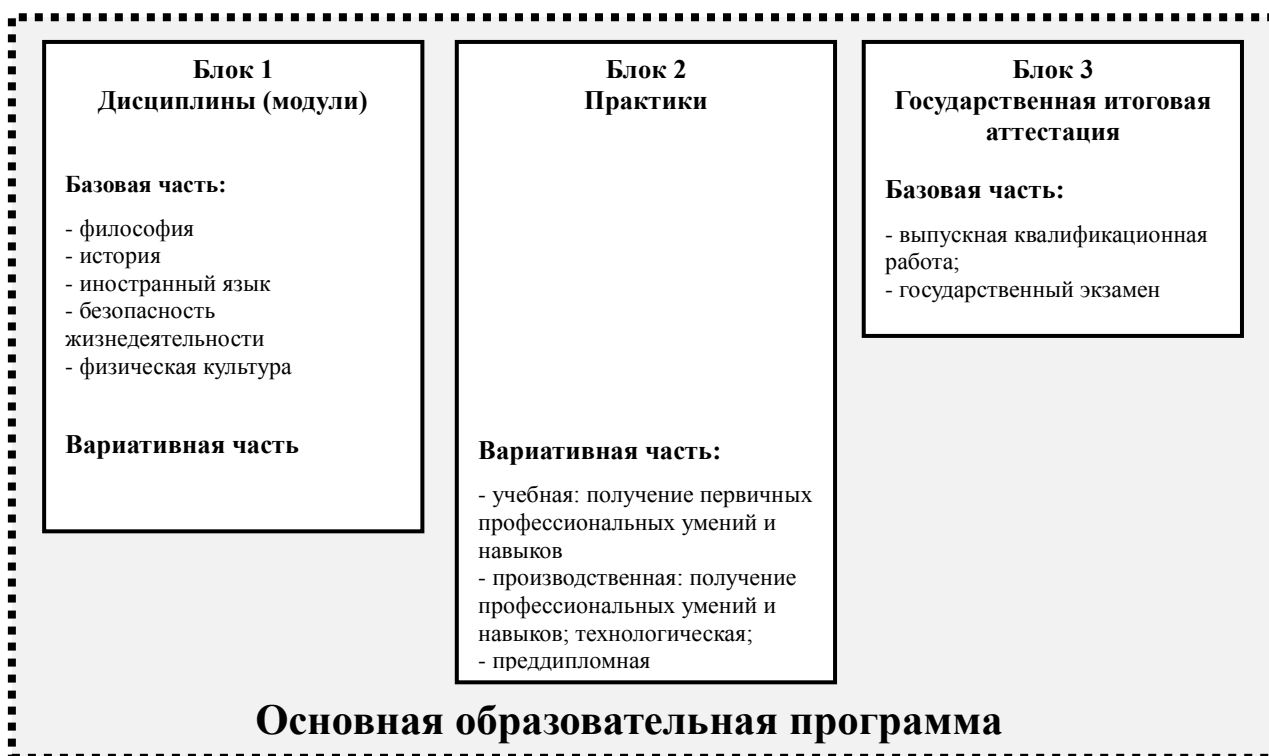 Блок 1
Дисциплины (модули)
Базовая часть:
- философия
- история
- иностранный язык
- безопасность
жизнедеятельности
- физическая культура
Вариативная часть
Блок 2
Практики
Вариативная часть:
- учебная: получение первичных
профессиональных умений и
навыков
- производственная: получение
профессиональных умений и
навыков; технологическая;
- преддипломная
Блок 3
Государственная итоговая
аттестация
Базовая часть:
- выпускная квалификационная
работа;
- государственный экзамен
Основная образовательная программа